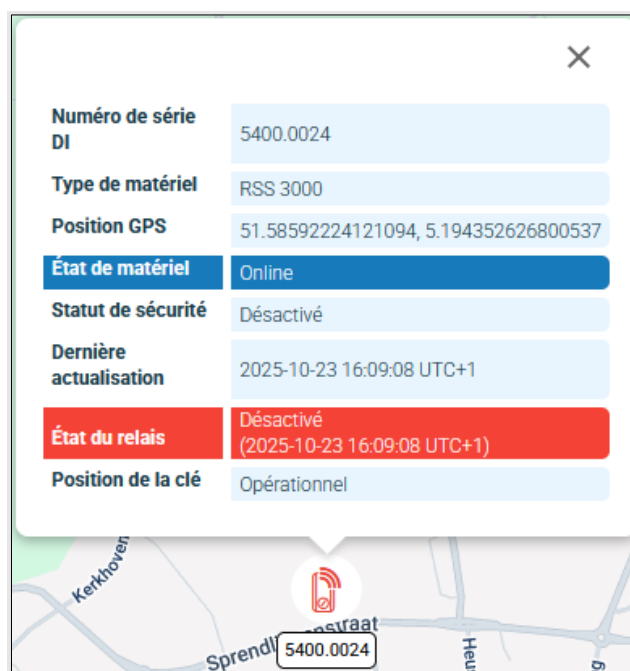 Numéro de série
DI
5400.0024
Type de matériel
RSS 3000
Position GPS
51.58592224121094, 5.194352626800537
État de matériel
Online
Statut de sécurité
Désactivé
Dernière
actualisation
2025-10-23 16:09:08 UTC+1
État du relais
Désactivé
(2025-10-23 16:09:08 UTC+1)
Position de la clé
Opérationnel
Kerkhoven
5400.0024